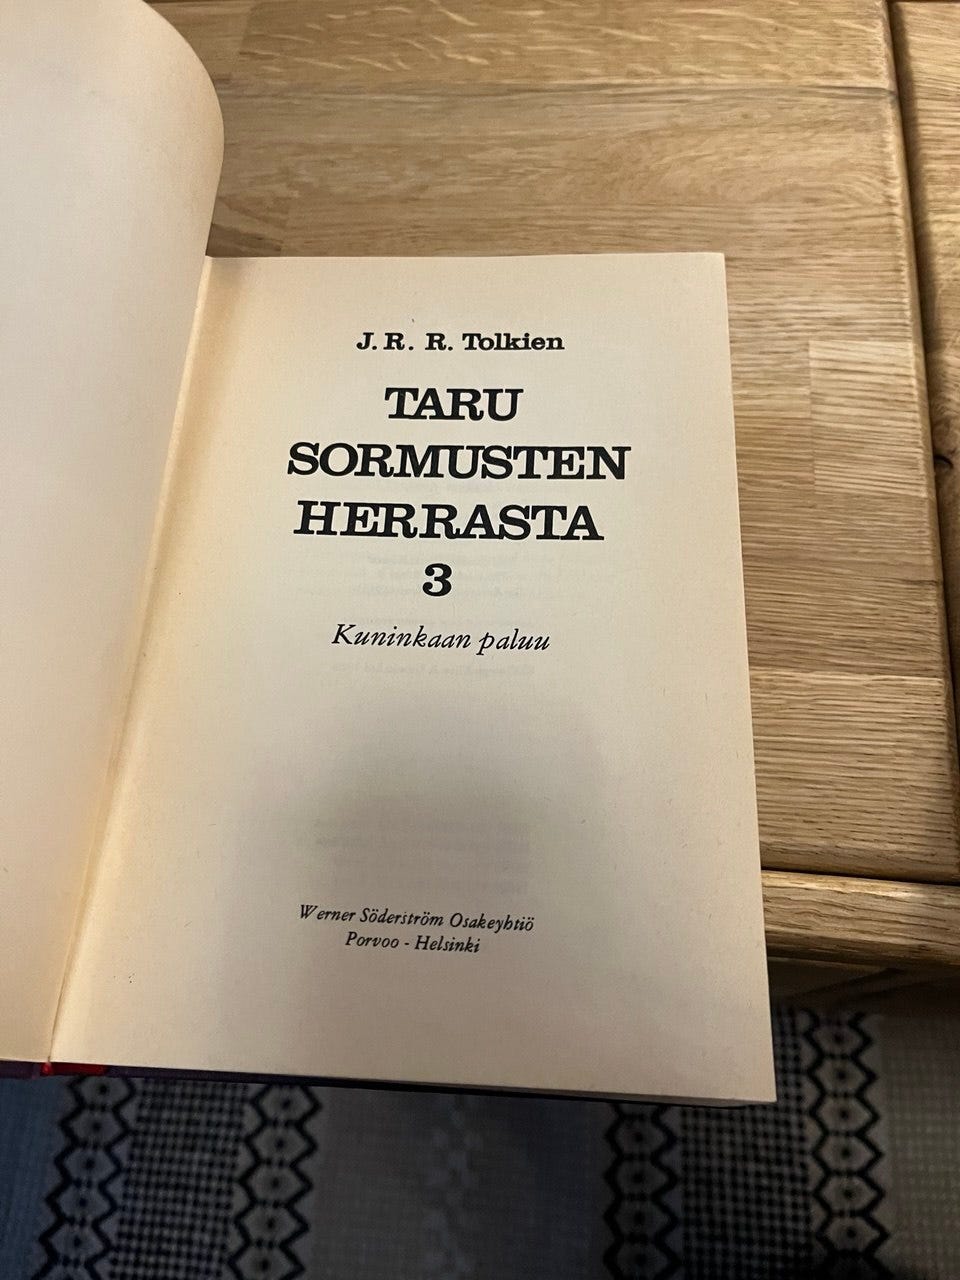 J. R. R. Tolkien
TARU
SORMUSTEN
HERRASTA
3
Kuninkaan paluu
Werner Söderström Osakeyhtiö
Porvoo - Helsinki